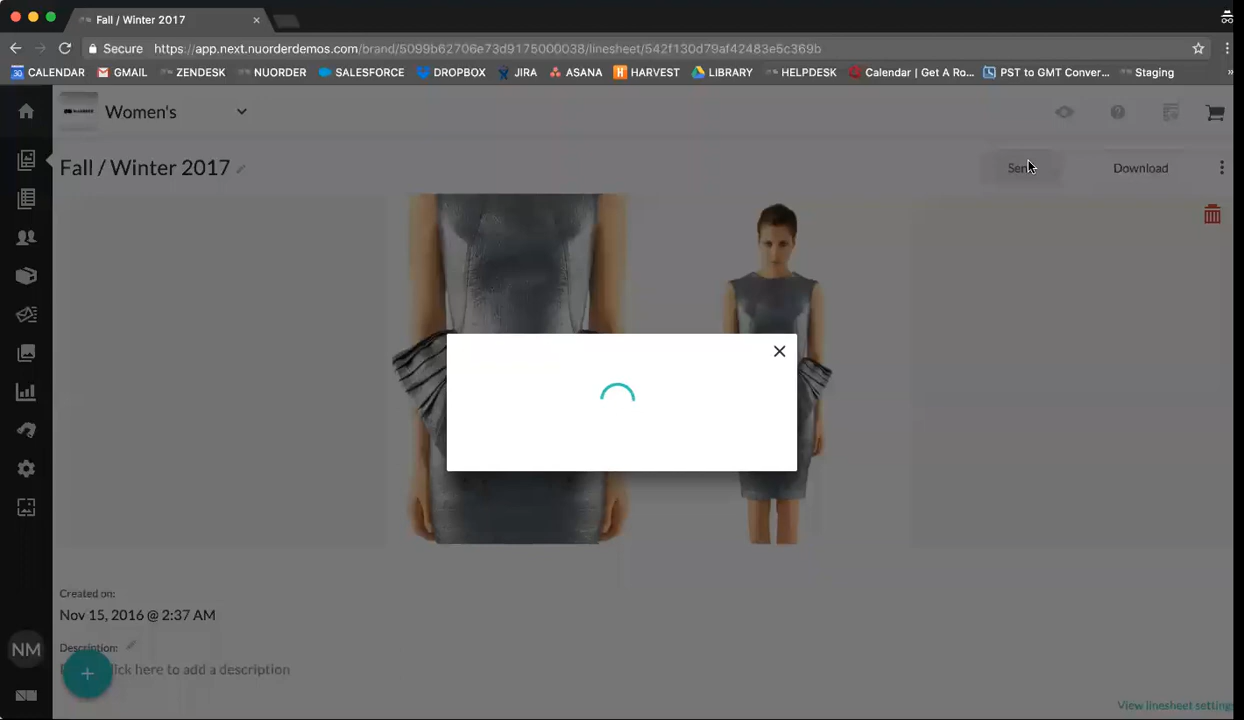 Fall / Winter 2017
Secure https://app.next.nuorderdemos.com/brand/5099b62706e73d9175000038/linesheet/542f130d79af42483e5c369b
CALENDAR GMAIL ZENDESK NUORDER SALESFORCE DROPBOX JIRA ASANA HARVEST LIBRARY HELPDESK Calendar | Get A Ro... PST to GMT Conver... Staging
Women's
Fall / Winter 2017
Download
Created on:
Nov 15, 2016 @ 2:37 AM
Description:
click here to add a description
NM
View linesheet setting